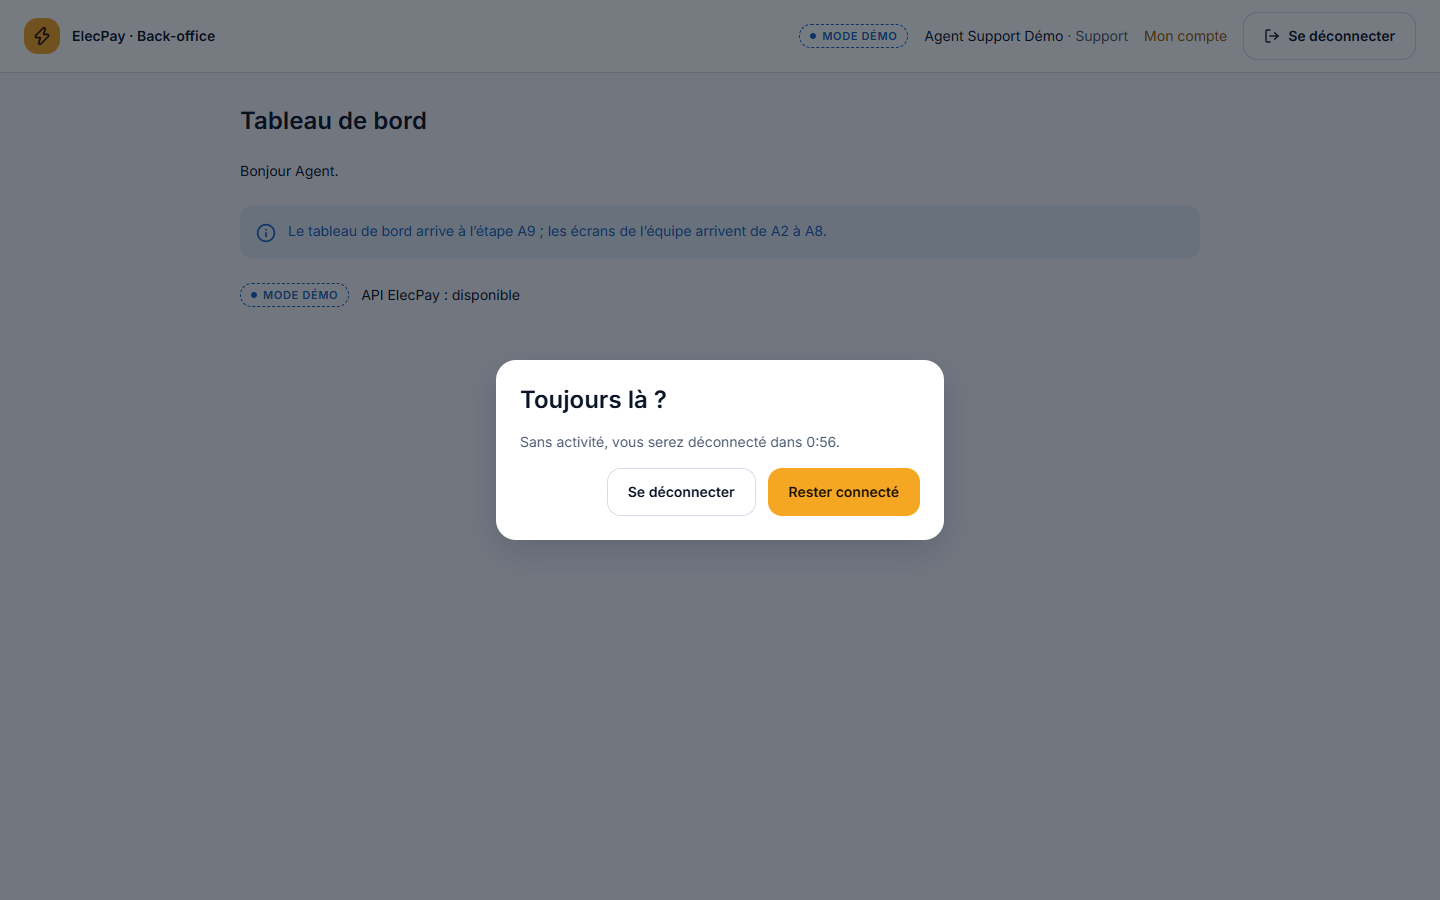 ElecPay · Back-office
MODE DÉMO
Agent Support Démo · Support
Mon compte
Se déconnecter
Tableau de bord
Bonjour Agent.
Le tableau de bord arrive à l’étape A9 ; les écrans de l’équipe arrivent de A2 à A8.
MODE DÉMO
API ElecPay : disponible
Toujours là ?
Sans activité, vous serez déconnecté dans 0:56.
Se déconnecter
Rester connecté